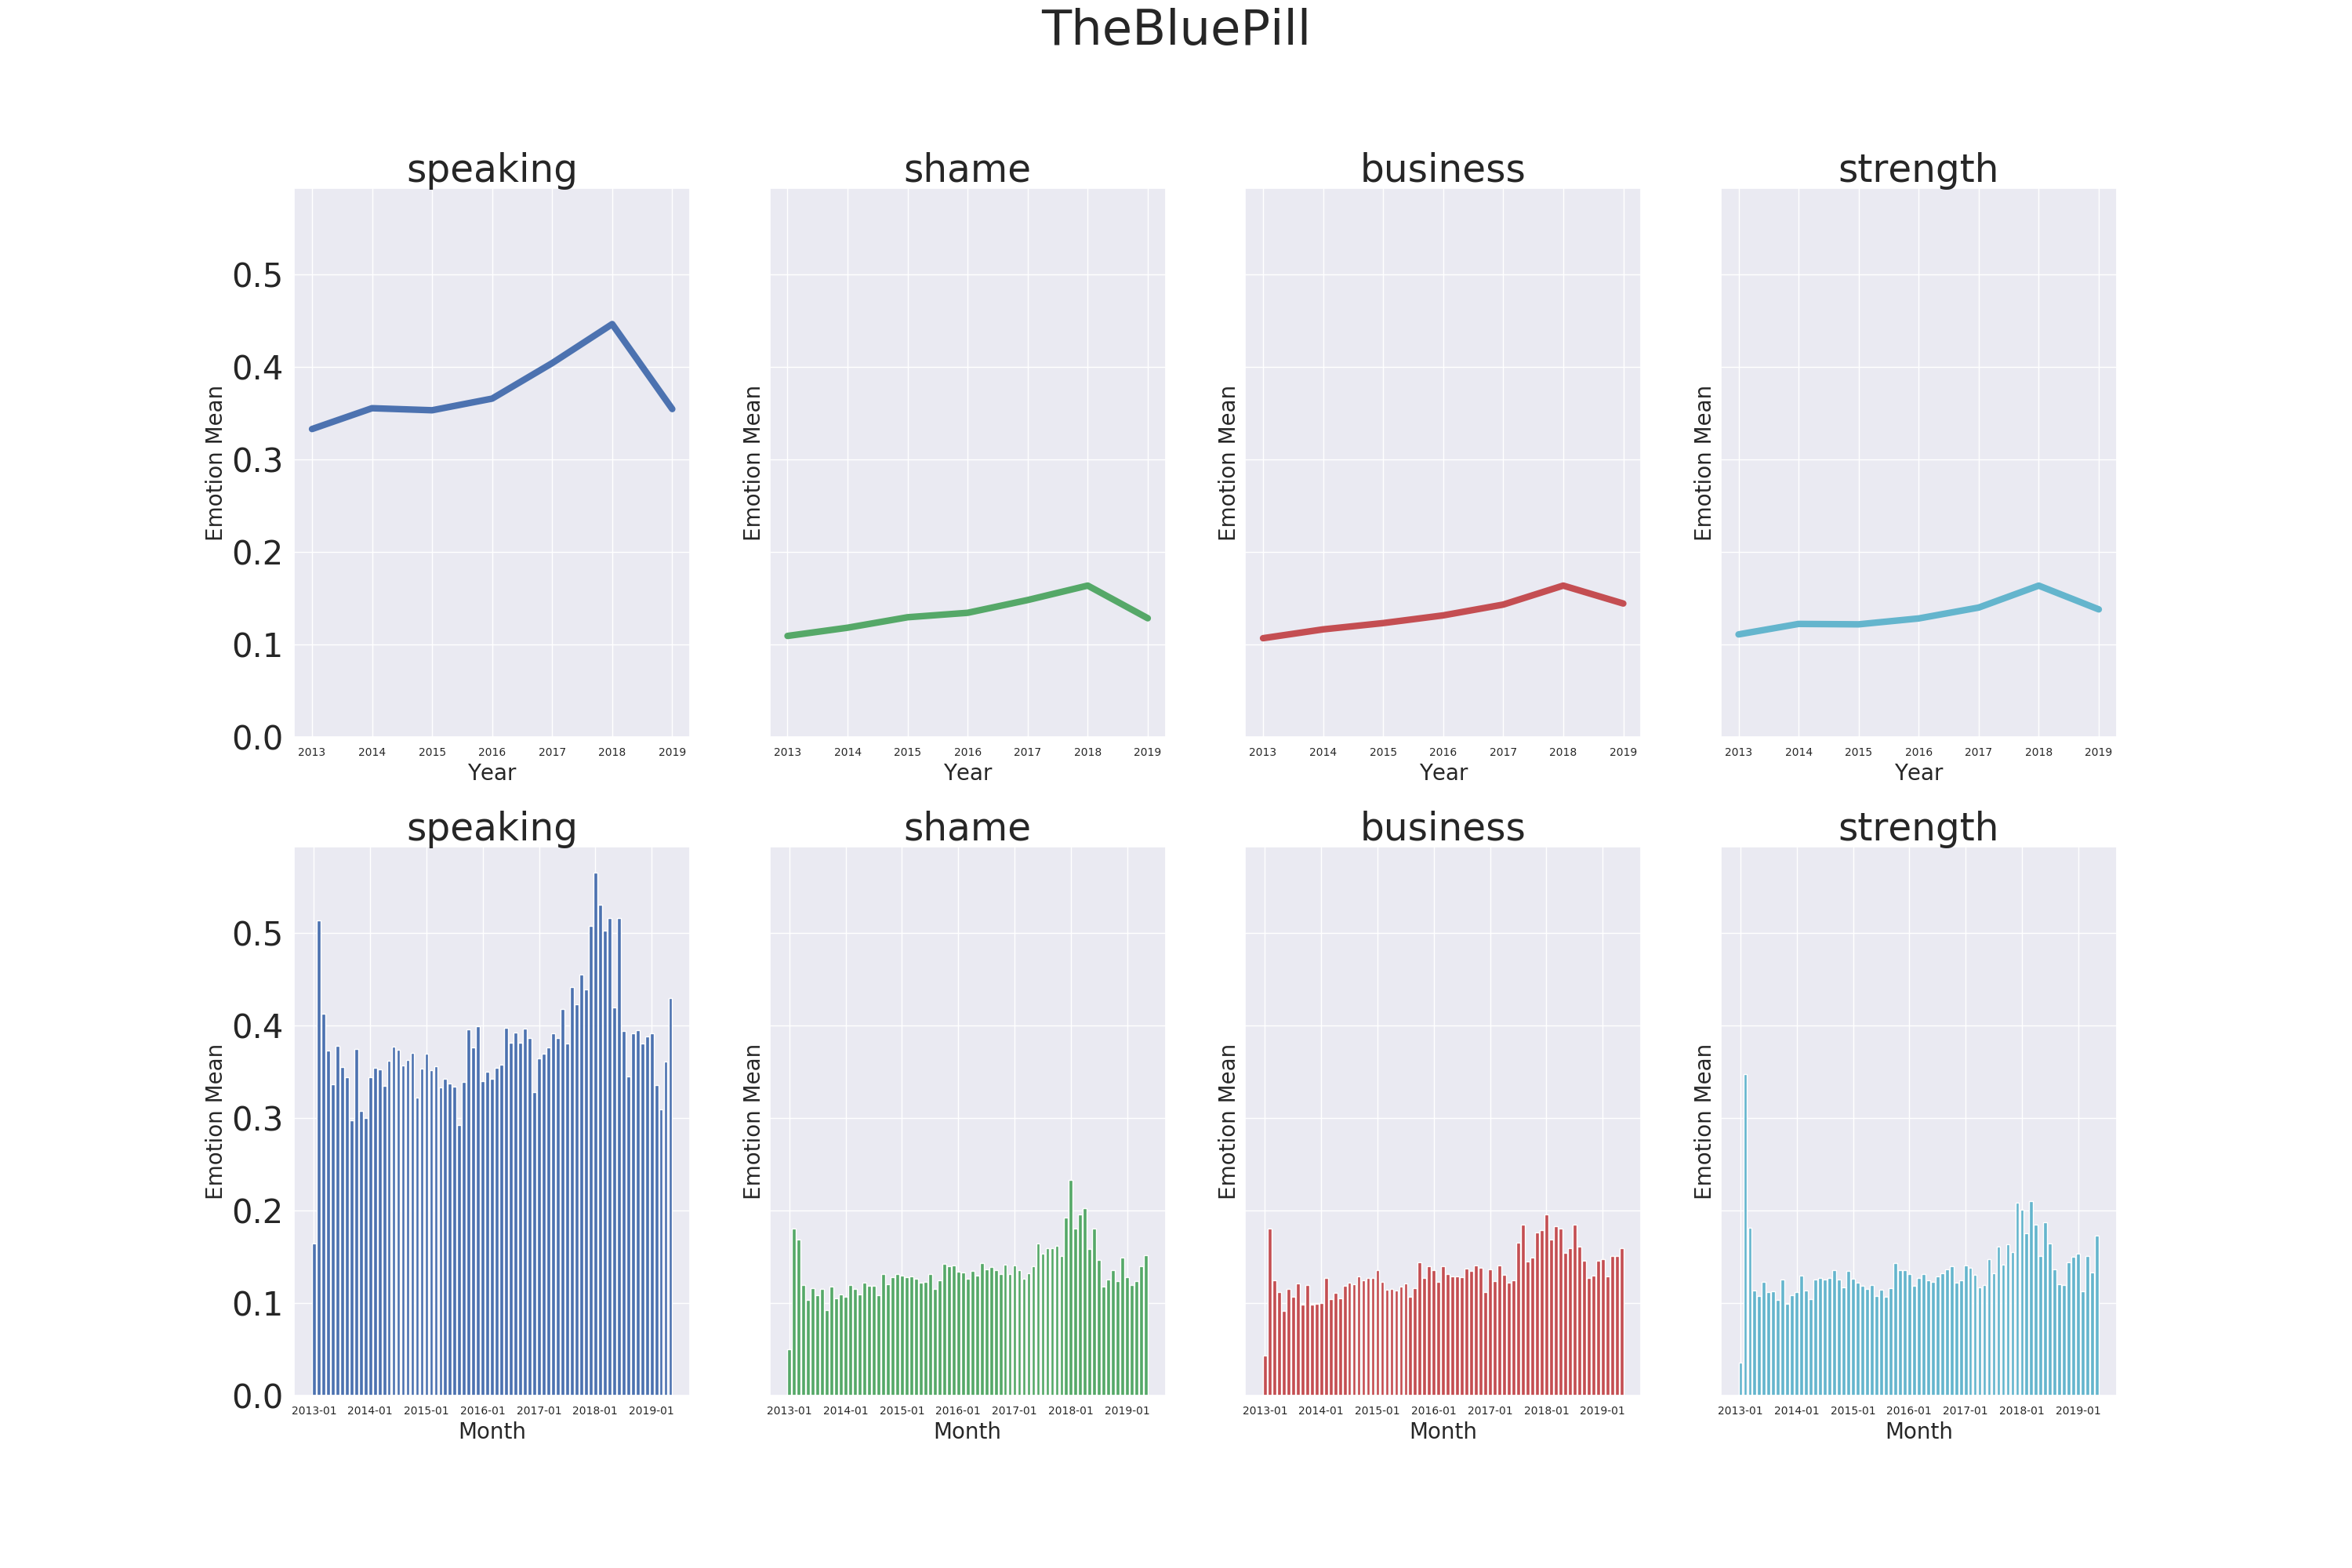 TheBluePill
speaking shame business strength
0.5
0.4
0.3
0.2
0.1
0.0
Emotion Mean Emotion Mean Emotion Mean Emotion Mean
2013 2014 2015 2016 2017 2018 2019 2013 2014 2015 2016 2017 2018 2019 2013 2014 2015 2016 2017 2018 2019 2013 2014 2015 2016 2017 2018 2019
Year Year Year Year
speaking shame business strength
0.5
0.4
0.3
0.2
0.1
0.0
Emotion Mean Emotion Mean Emotion Mean Emotion Mean
2013-01 2014-01 2015-01 2016-01 2017-01 2018-01 2019-01 2013-01 2014-01 2015-01 2016-01 2017-01 2018-01 2019-01 2013-01 2014-01 2015-01 2016-01 2017-01 2018-01 2019-01 2013-01 2014-01 2015-01 2016-01 2017-01 2018-01 2019-01
Month Month Month Month